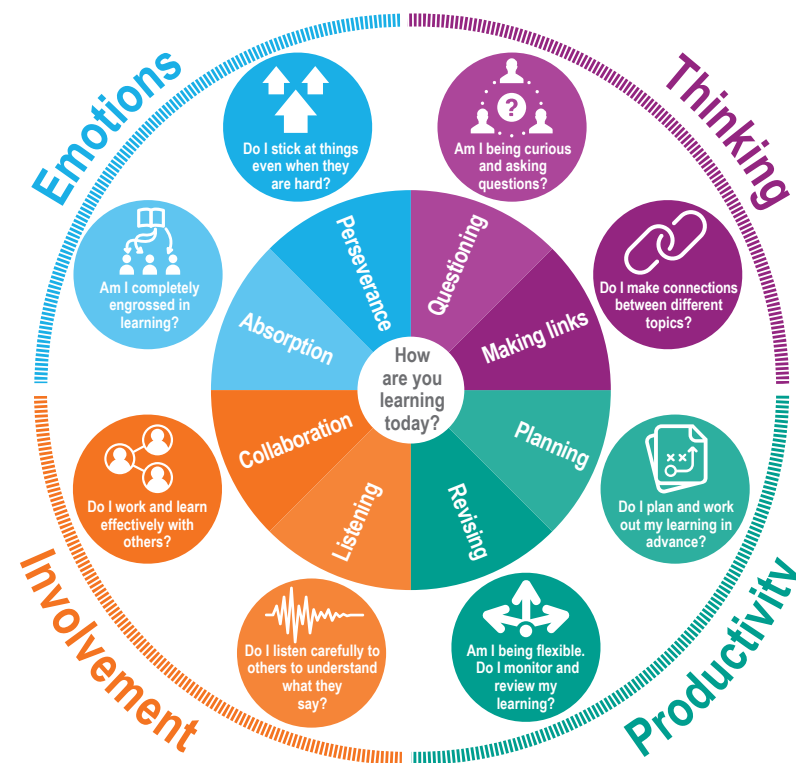 Emotions
Thinking
Do I stick at things
even when they
are hard?
?
Am I being curious
and asking
questions?
Am I completely
engrossed in
learning?
Do I make connections
between different
topics?
Perseverance
Questioning
Absorption
Making links
How
are you
learning
today?
Collaboration
Planning
Listening
Revising
Do I work and learn
effectively with
others?
Do I plan and work
out my learning in
advance?
Do I listen carefully to
others to understand
what they
say?
Am I being flexible.
Do I monitor and
review my
learning?
Involvement
Productivity